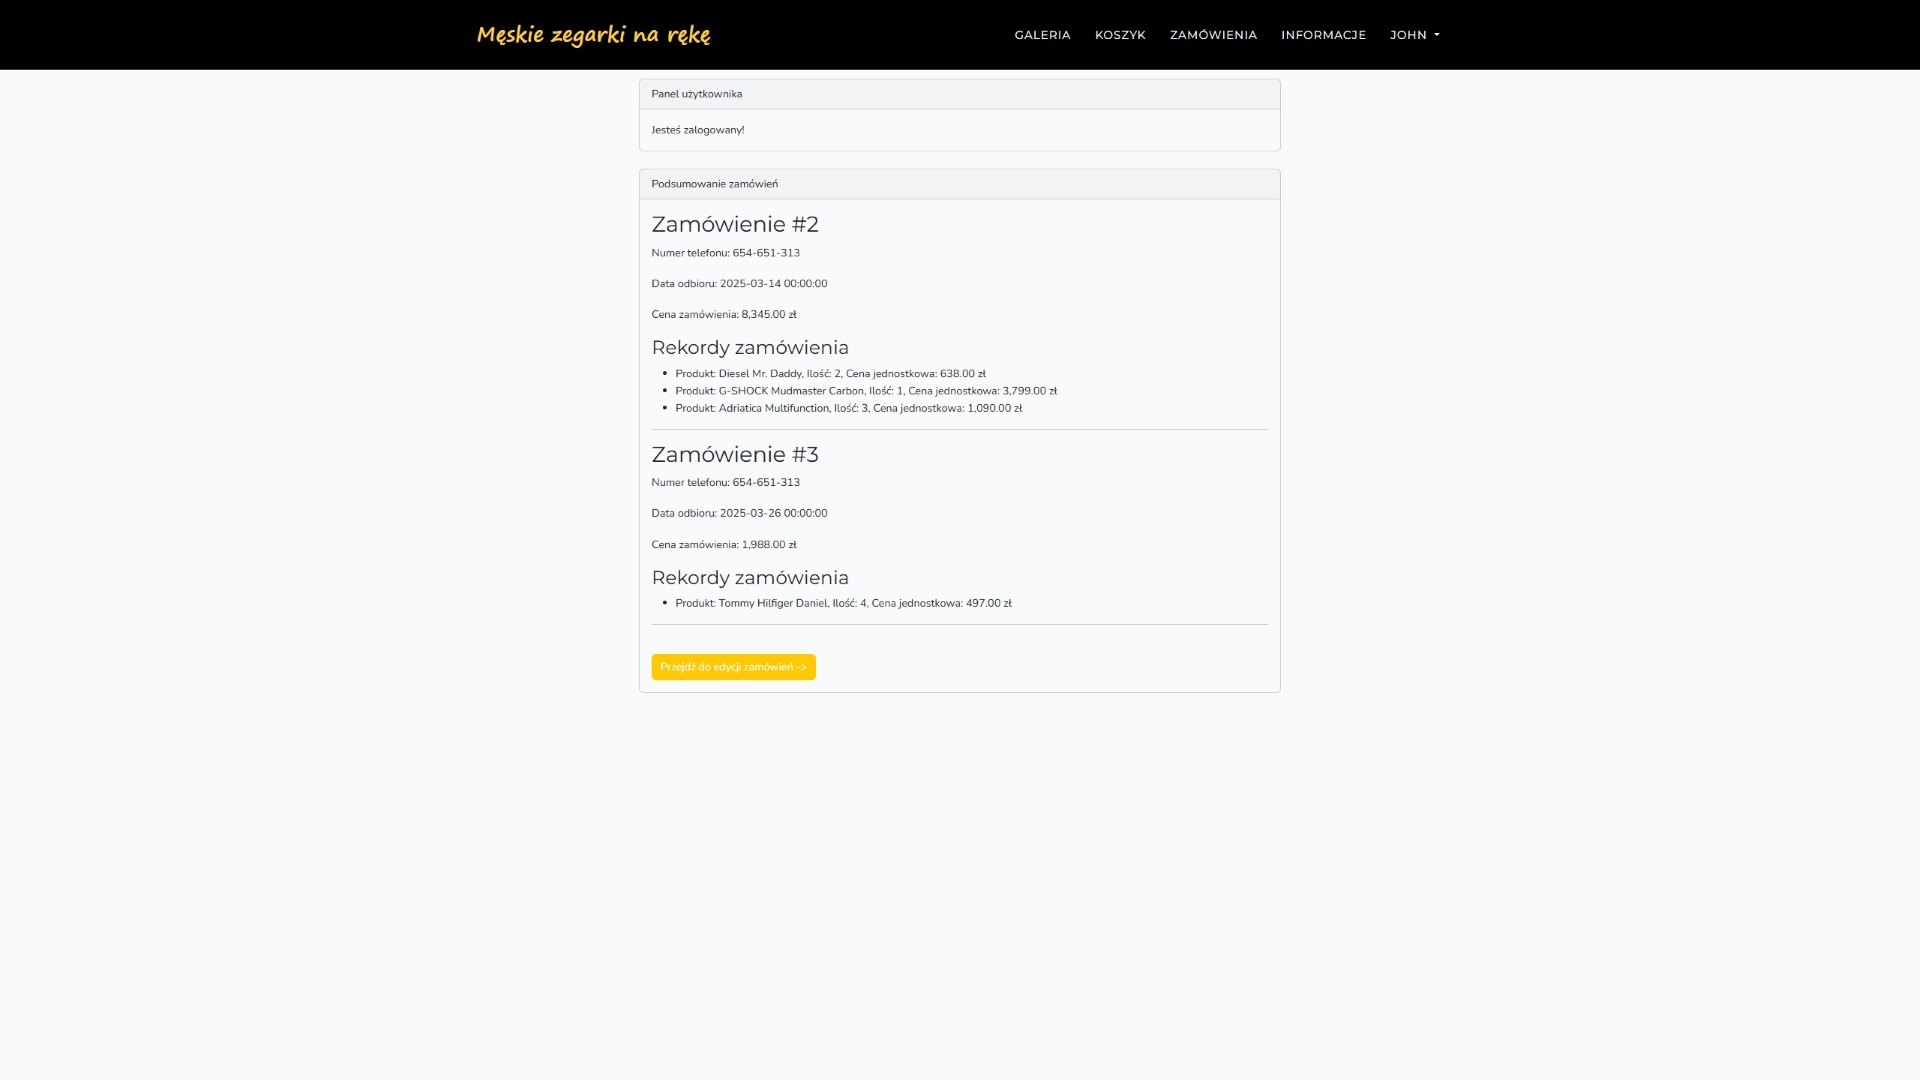 Męskie zegarki na rękę
GALERIA KOSZYK ZAMÓWIENIA INFORMACJE JOHN
Panel użytkownika
Jesteś zalogowany!
Podsumowanie zamówień
Zamówienie #2
Numer telefonu: 654-651-313
Data odbioru: 2025-03-14 00:00:00
Cena zamówienia: 8,345.00 zł
Rekordy zamówienia
• Produkt: Diesel Mr. Daddy, Ilość: 2, Cena jednostkowa: 638.00 zł
• Produkt: G-SHOCK Mudmaster Carbon, Ilość: 1, Cena jednostkowa: 3,799.00 zł
• Produkt: Adriatica Multifunction, Ilość: 3, Cena jednostkowa: 1,090.00 zł
Zamówienie #3
Numer telefonu: 654-651-313
Data odbioru: 2025-03-26 00:00:00
Cena zamówienia: 1,988.00 zł
Rekordy zamówienia
• Produkt: Tommy Hilfiger Daniel, Ilość: 4, Cena jednostkowa: 497.00 zł
Przejdź do edycji zamówień ->